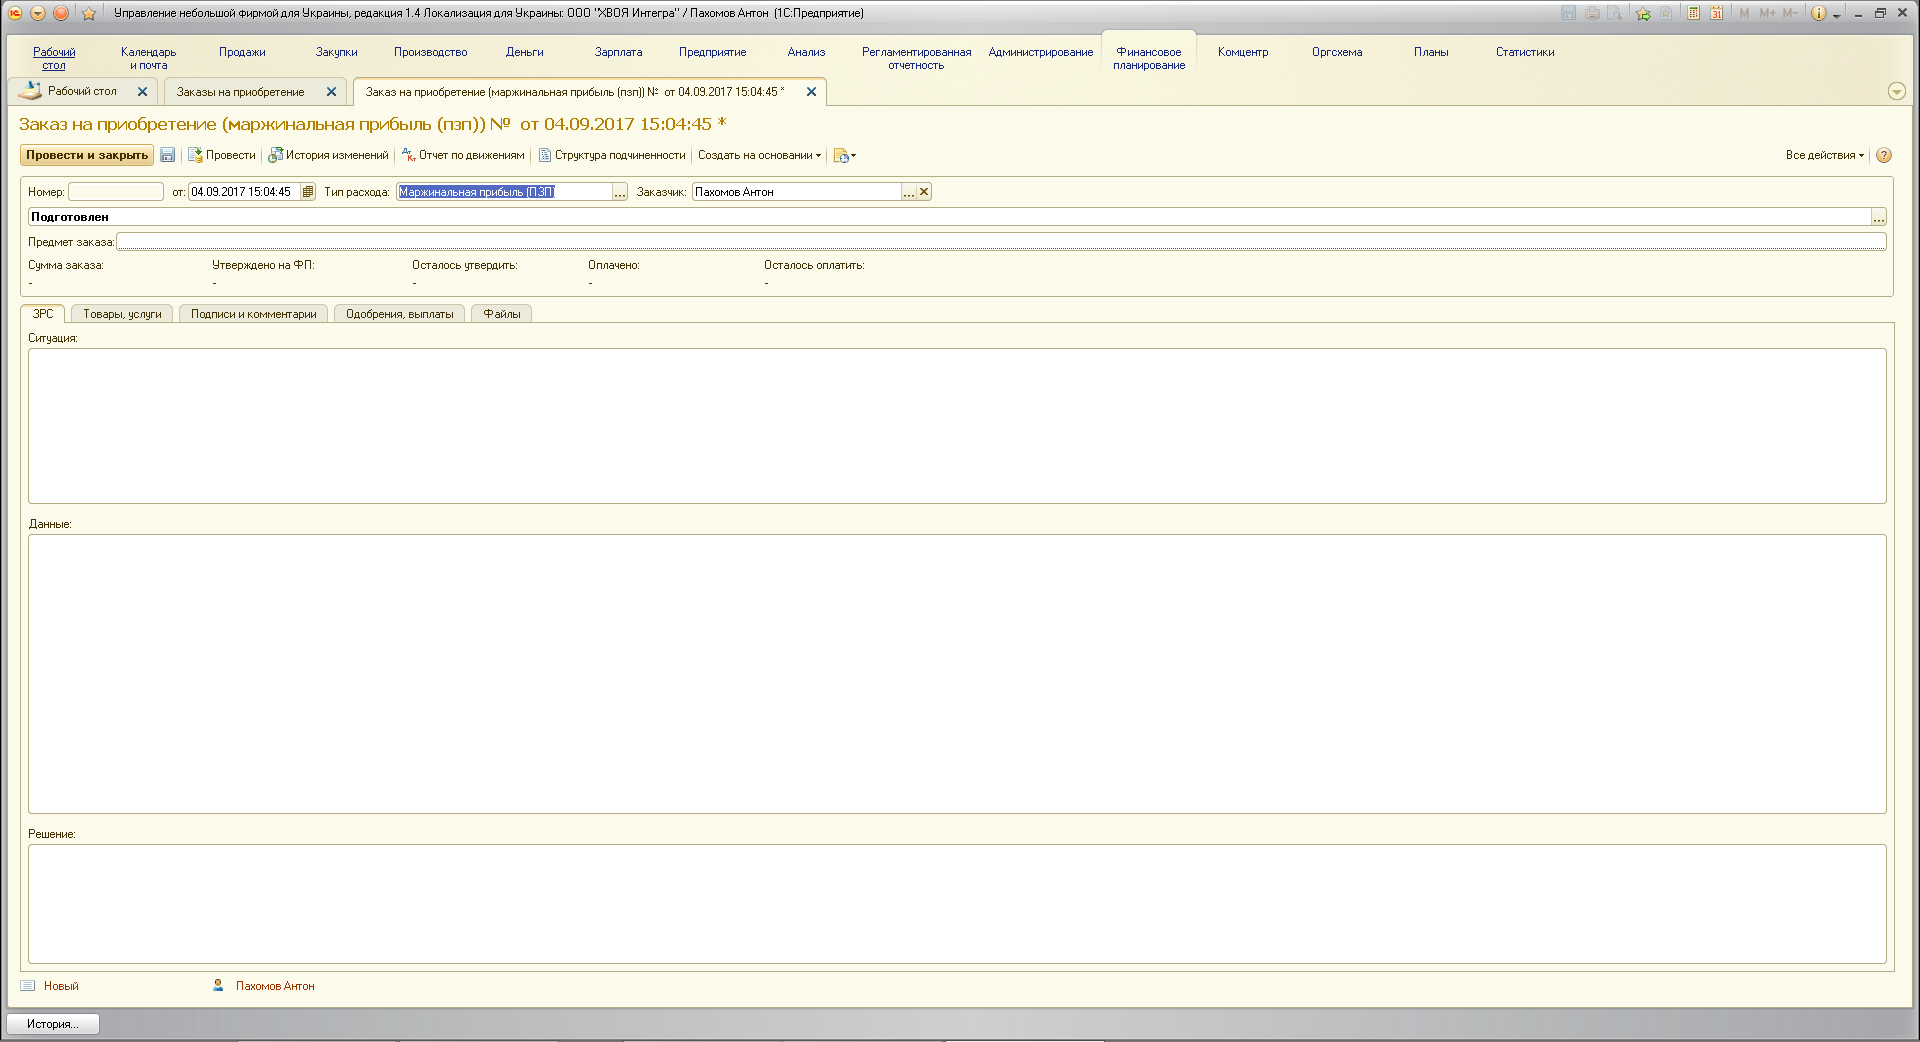 Управление небольшой фирмой для Украины, редакция 1.4 Локализация для Украины: ООО "ХВОЯ Интегра" / Пахомов Антон (1С:Предприятие)
M M+ M-
Рабочий стол
Календарь и почта
Продажи
Закупки
Производство
Деньги
Зарплата
Предприятие
Анализ
Регламентированная отчетность
Администрирование
Финансовое планирование
Комцентр
Оргсхема
Планы
Статистики
Рабочий стол
Заказы на приобретение
Заказ на приобретение (маржинальная прибыль (пзп)) № от 04.09.2017 15:04:45 *
Заказ на приобретение (маржинальная прибыль (пзп)) № от 04.09.2017 15:04:45 *
Провести и закрыть
Провести
История изменений
Отчет по движениям
Структура подчиненности
Создать на основании
Все действия
Номер:
от: 04.09.2017 15:04:45
Тип расхода: Маржинальная прибыль (ПЗП) ...
Заказчик: Пахомов Антон ...
Подготовлен ...
Предмет заказа:
Сумма заказа: Утверждено на ФП: Осталось утвердить: Оплачено: Осталось оплатить:
- - - - -
ЗРС
Товары, услуги
Подписи и комментарии
Одобрения, выплаты
Файлы
Ситуация:
Данные:
Решение:
Новый
Пахомов Антон
История...